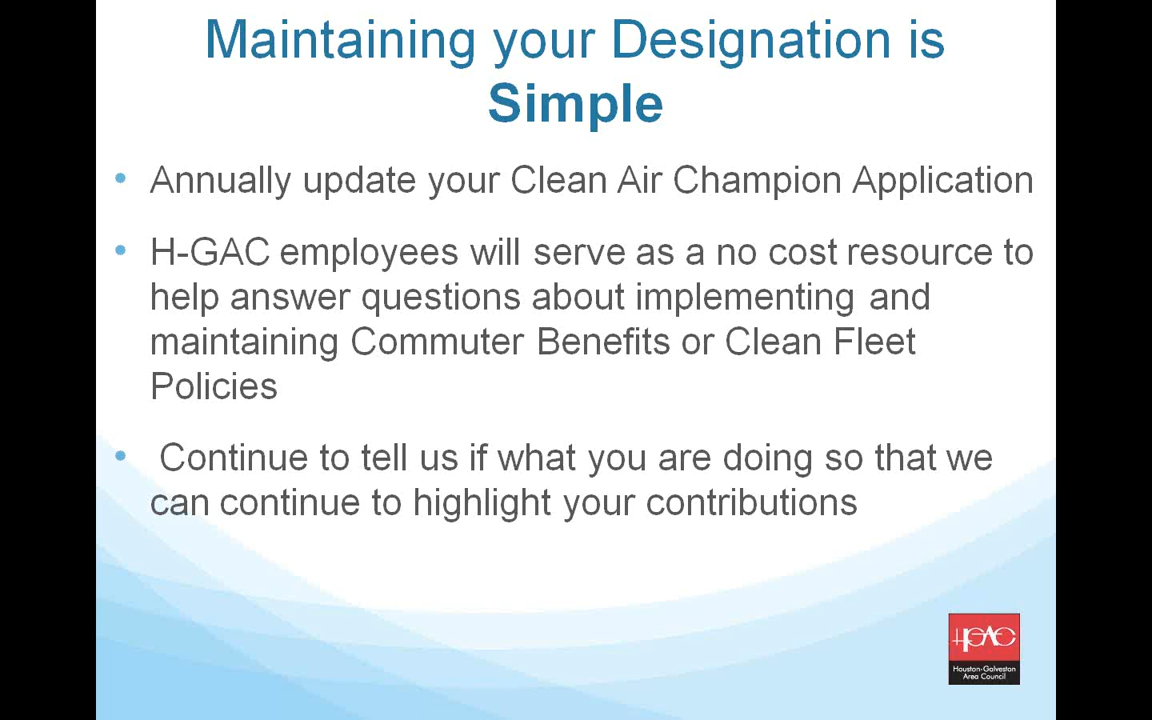 Maintaining your Designation is
Simple
• Annually update your Clean Air Champion Application
• H-GAC employees will serve as a no cost resource to
help answer questions about implementing and
maintaining Commuter Benefits or Clean Fleet
Policies
• Continue to tell us if what you are doing so that we
can continue to highlight your contributions
HGAC
Houston-Galveston
Area Council